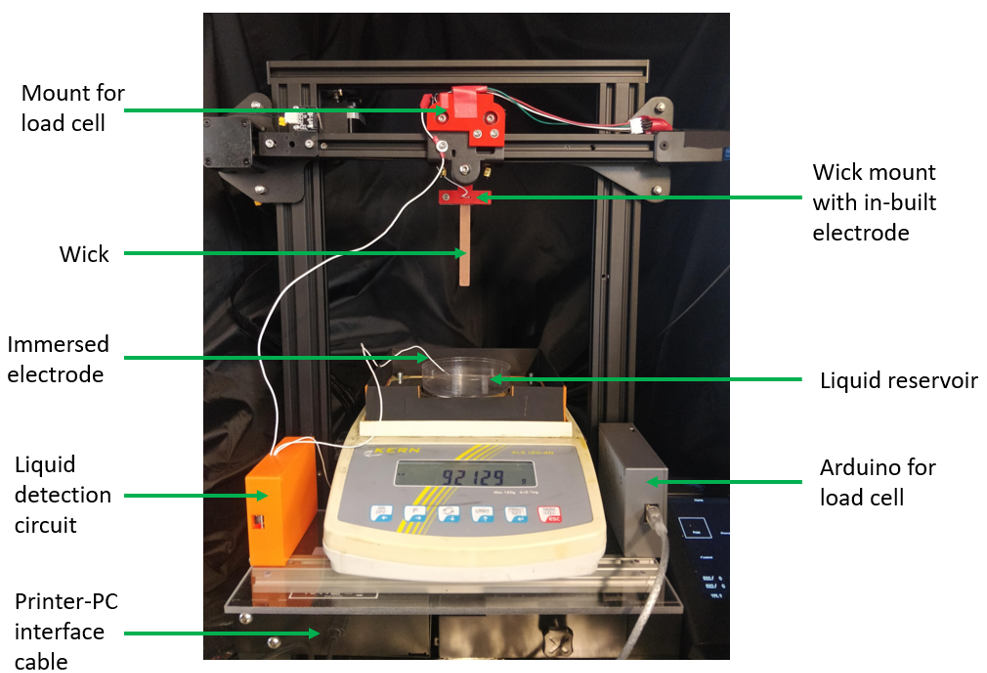 Mount for
load cell
Wick mount
with in-built
electrode
Wick
Immersed
electrode
Liquid reservoir
KERN
92129
Liquid
detection
circuit
Arduino for
load cell
Printer-PC
interface
cable